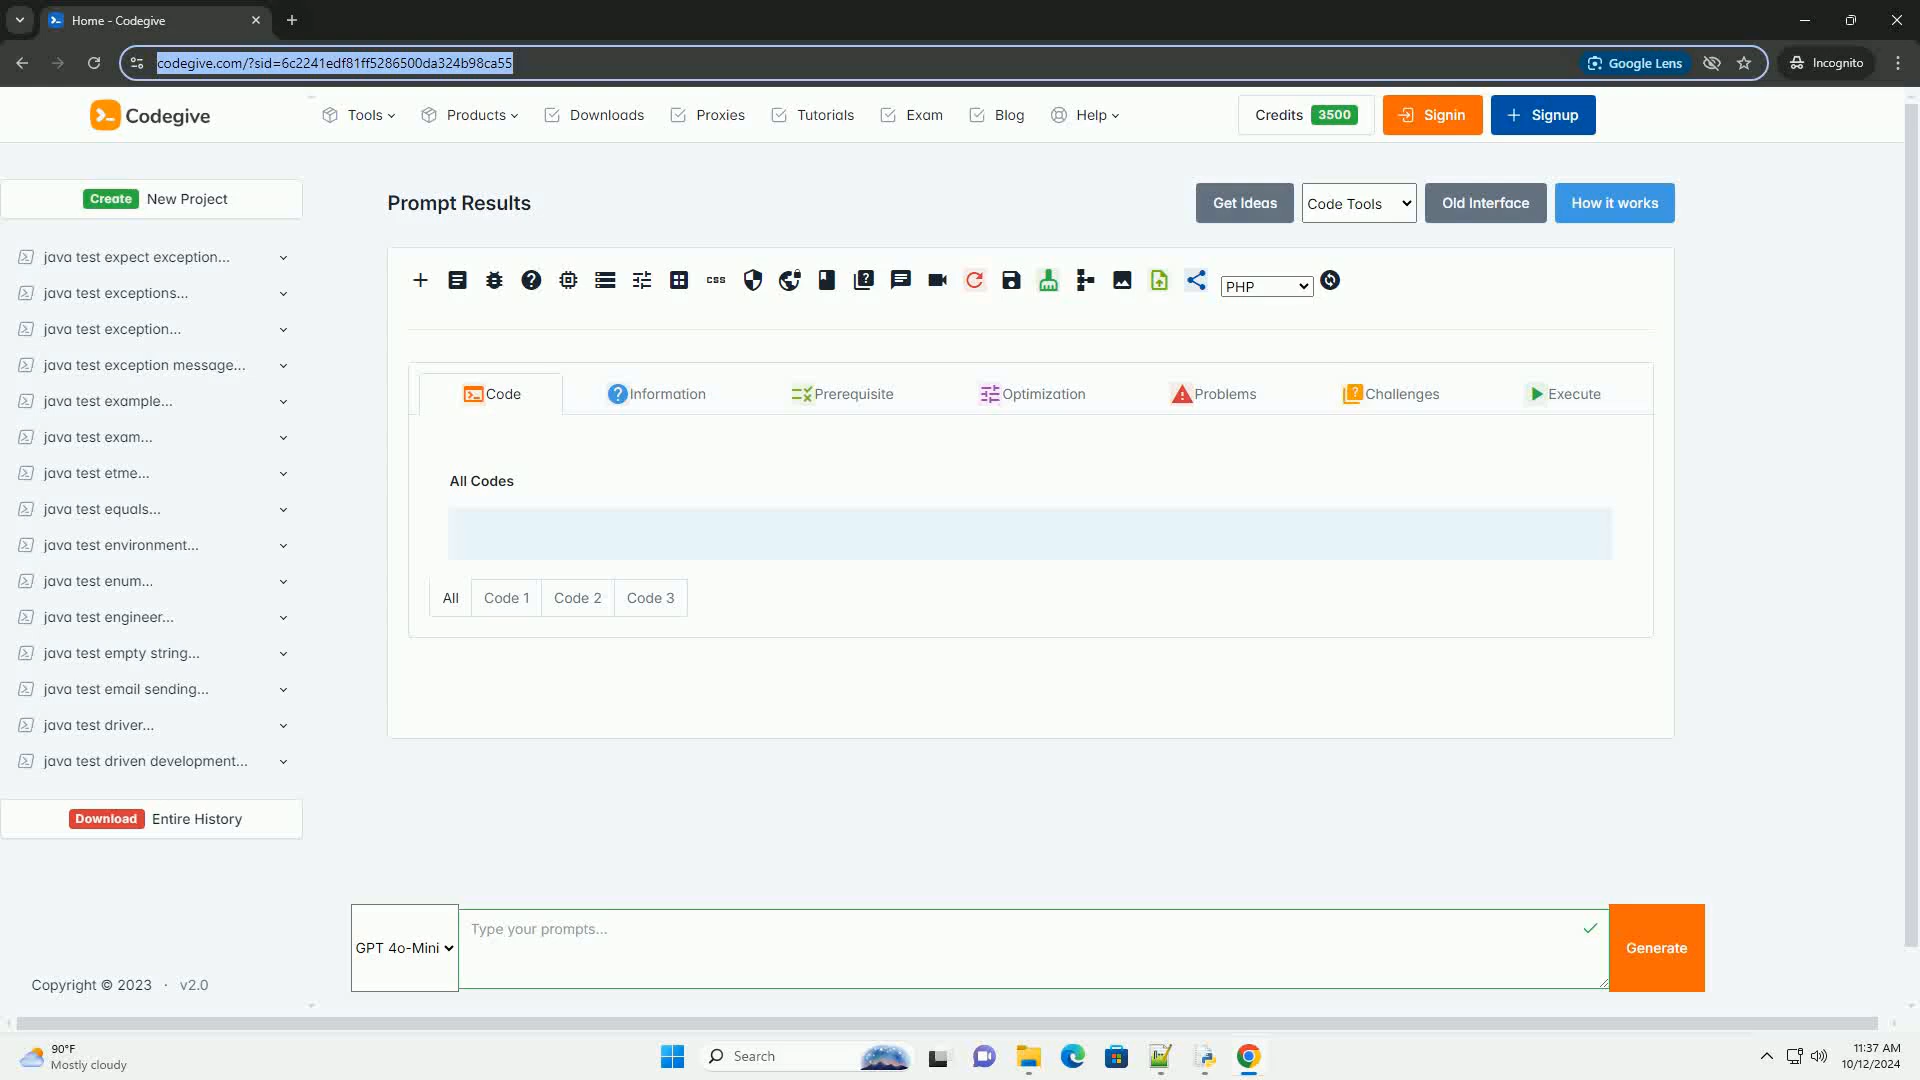 Home - Codegive
codegive.com/?sid=6c2241edf81ff5286500da324b98ca55
Google Lens
Incognito
Codegive
Tools
Products
Downloads
Proxies
Tutorials
Exam
Blog
Help
Credits 3500
Signin
Signup
Create New Project
java test expect exception...
java test exceptions...
java test exception...
java test exception message...
java test example...
java test exam...
java test etme...
java test equals...
java test environment...
java test enum...
java test engineer...
java test empty string...
java test email sending...
java test driver...
java test driven development...
Download Entire History
Copyright © 2023 · v2.0
Prompt Results
Get Ideas
Code Tools
Old Interface
How it works
css
PHP
Code
Information
Prerequisite
Optimization
Problems
Challenges
Execute
All Codes
All
Code 1
Code 2
Code 3
GPT 4o-Mini
Type your prompts...
Generate
90°F
Mostly cloudy
Search
11:37 AM
10/12/2024